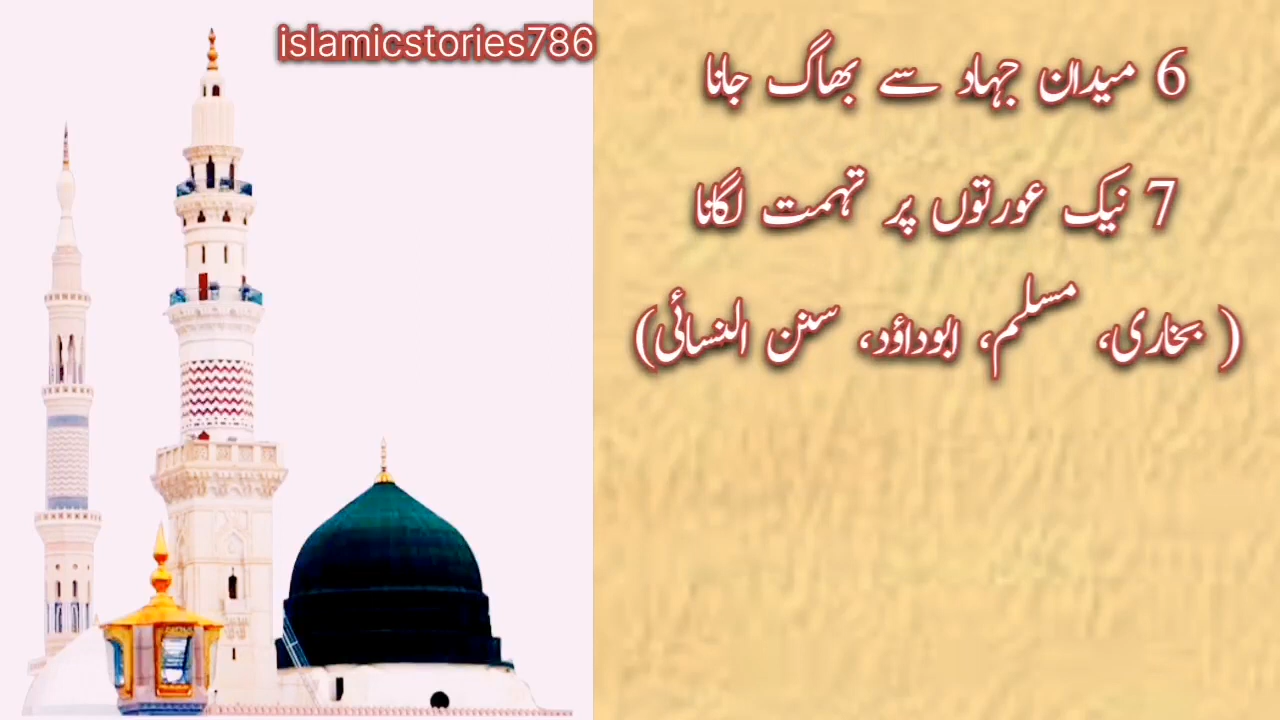 islamicstories786
6 میدان جہاد سے بھاگ جانا
7 نیک عورتوں پر تہمت لگانا
( بخاری، مسلم، ابوداؤد، سنن النسائی)